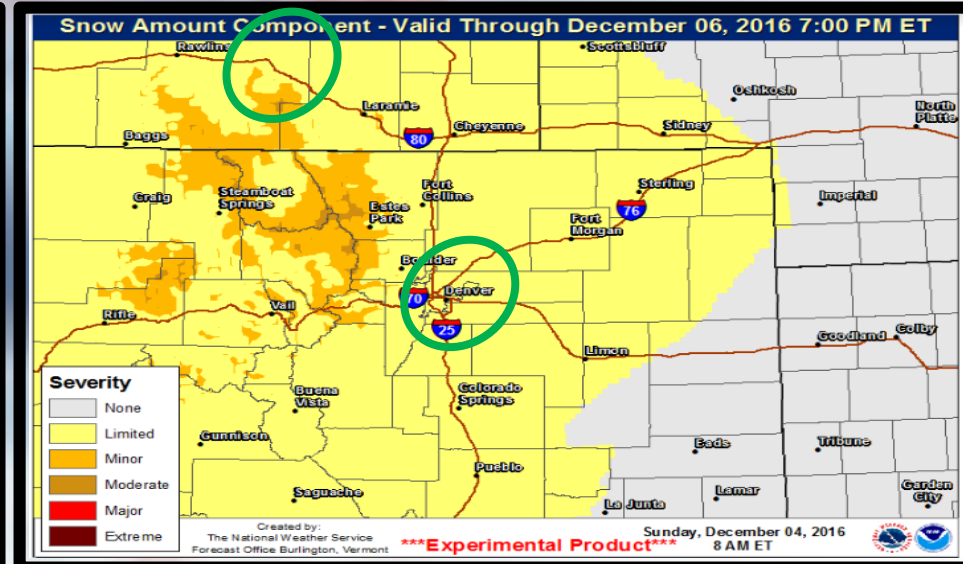 Snow Amount Component - Valid Through December 06, 2016 7:00 PM ET
Rawlins
Scottsbluff
Oshkosh
North
Platte
Laramie
Baggs
80
Cheyenne
Sidney
Craig
Steamboat
Springs
Fort
Collins
Estes
Park
Sterling
76
Imperial
Fort
Morgan
Boulder
70
Denver
Rifle
Vail
25
Limon
Goodland
Colby
Severity
None
Limited
Minor
Moderate
Major
Extreme
Buena
Vista
Colorado
Springs
Gunnison
Eads
Tribune
Pueblo
Saguache
La Junta
Lamar
Garden
City
Created by:
The National Weather Service
Forecast Office Burlington, Vermont
***Experimental Product***
Sunday, December 04, 2016
8 AM ET